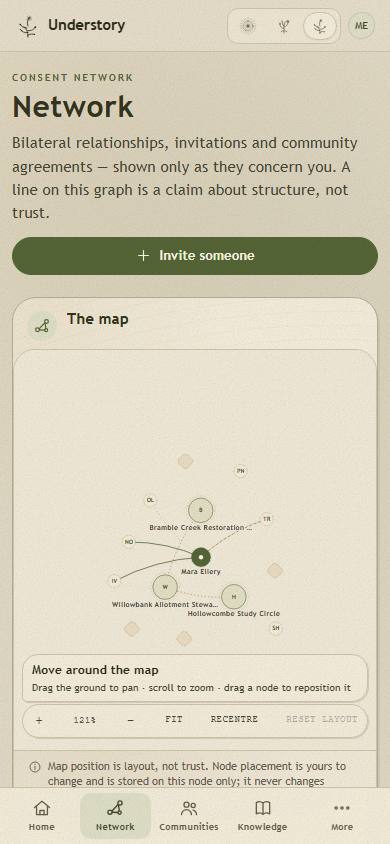 Understory
ME
CONSENT NETWORK
Network
Bilateral relationships, invitations and community
agreements — shown only as they concern you. A
line on this graph is a claim about structure, not
trust.
+ Invite someone
The map
PN
OL
B
TR
Bramble Creek Restoration …
NO
Mara Ellery
IV
W
H
Willowbank Allotment Stewa…
Hollowcombe Study Circle
SH
Move around the map
Drag the ground to pan · scroll to zoom · drag a node to reposition it
+ 121% − FIT RECENTRE RESET LAYOUT
Map position is layout, not trust. Node placement is yours to
change and is stored on this node only; it never changes
Home Network Communities Knowledge More